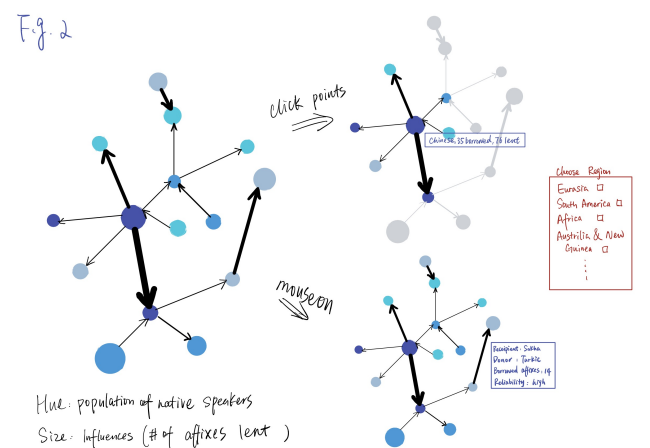 Fig. 2
click points
Chinese, 35 borrowed, 76 lent
Choose Region
Eurasia
South America
Africa
Austrilia & New
Guinea
mouseon
Recipient: Sakha
Donor: Turkic
Borrowed affixes: 14
Reliability: high
Hue: population of native speakers
Size: Influences (# of affixes lent )